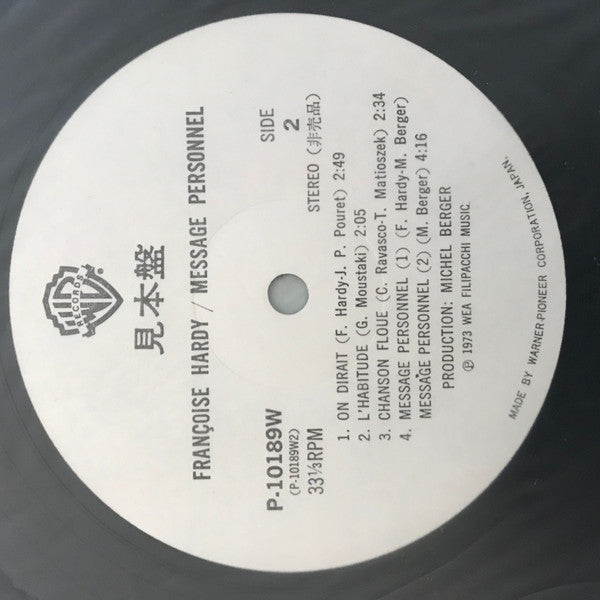 WB
RECORDS
見本盤
FRANÇOISE HARDY / MESSAGE PERSONNEL
P-10189W
(P-10189W2)
33⅓RPM
SIDE
2
STEREO (非売品)
1. ON DIRAIT (F. Hardy-J. P. Pouret) 2:49
2. L'HABITUDE (G. Moustaki) 2:05
3. CHANSON FLOUE (C. Ravasco-T. Matioszek) 2:34
4. MESSAGE PERSONNEL (1) (F. Hardy-M. Berger)
MESSAGE PERSONNEL (2) (M. Berger) 4:16
PRODUCTION: MICHEL BERGER
℗ 1973 WEA FILIPACCHI MUSIC.
MADE BY WARNER-PIONEER CORPORATION, JAPAN.